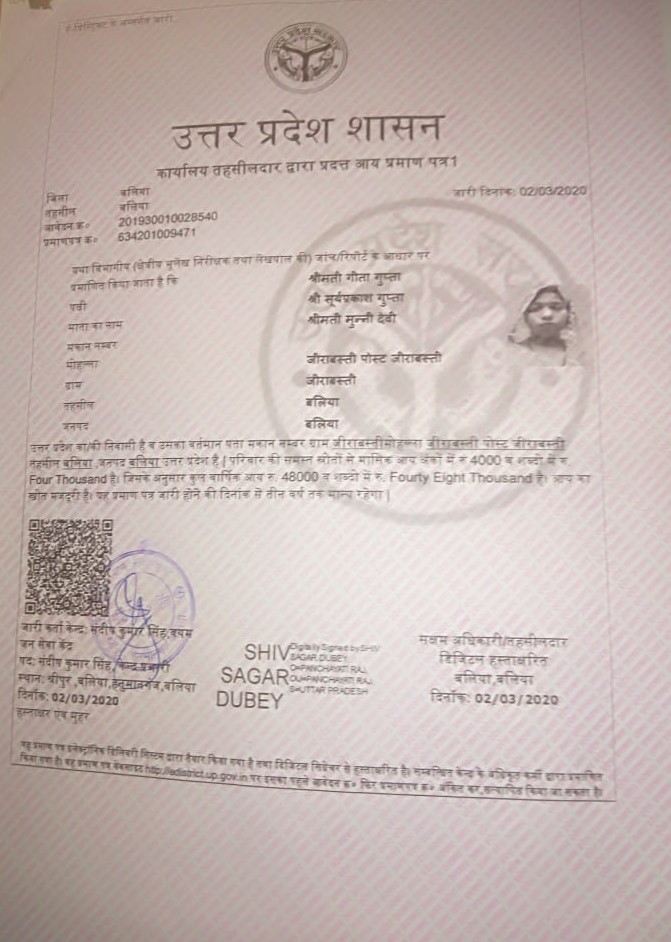 ई-डिस्ट्रिक्ट के अन्तर्गत जारी
उत्तर प्रदेश शासन
कार्यालय तहसीलदार द्वारा प्रदत्त आय प्रमाण पत्र1
जिला बलिया जारी दिनांक: 02/03/2020
तहसील बलिया
आवेदन क्र० 201930010028540
प्रमाणपत्र क्र० 634201009471
यथा विभागीय (क्षेत्रीय भूलेख निरीक्षक तथा लेखपाल की) जांच/रिपोर्ट के आधार पर
प्रमाणित किया जाता है कि श्रीमती गीता गुप्ता
पत्नी श्री सूर्यप्रकाश गुप्ता
माता का नाम श्रीमती मुन्नी देवी
मकान नम्बर
मोहल्ला जीराबस्ती पोस्ट जीराबस्ती
ग्राम जीराबस्ती
तहसील बलिया
जनपद बलिया
उत्तर प्रदेश का/की निवासी है व उसका वर्तमान पता मकान नम्बर ग्राम जीराबस्तीमोहल्ला जीराबस्ती पोस्ट जीराबस्ती
तहसील बलिया ,जनपद बलिया उत्तर प्रदेश है | परिवार की समस्त स्रोतों से मासिक आय अंकों में रु 4000 व शब्दों में रु
Four Thousand है। जिसके अनुसार कुल वार्षिक आय रु. 48000 व शब्दो में रु. Fourty Eight Thousand है। आय का
स्रोत मजदूरी है। यह प्रमाण पत्र जारी होने की दिनांक से तीन वर्ष तक मान्य रहेगा |
जारी कर्ता केन्द्र: संदीप कुमार सिंह,वयम
जन सेवा केंद्र
पद: संदीप कुमार सिंह, केन्द्र प्रभारी
स्थान: श्रीपुर ,बलिया,हनुमानगंज,बलिया
दिनांक: 02/03/2020
हस्ताक्षर एवं मुहर
SHIV
SAGAR
DUBEY
Digitally Signed by SHIV
SAGAR DUBEY
O=PANCHAYATI RAJ,
OU=PANCHAYATI RAJ,
S=UTTAR PRADESH
सक्षम अधिकारी/तहसीलदार
डिजिटल हस्ताक्षरित
बलिया,बलिया
दिनाँक: 02/03/2020
यह प्रमाण पत्र इलेक्ट्रॉनिक डिलिवरी सिस्टम द्वारा तैयार किया गया है तथा डिजिटल सिग्नेचर से हस्ताक्षरित है। सम्बन्धित केन्द्र के अधिकृत कर्मी द्वारा प्रमाणित
किया गया है। यह प्रमाण पत्र वेबसाइट http://edistrict.up.gov.in पर इसका पहले आवेदन क्र० फिर प्रमाणपत्र क्र० अंकित कर,सत्यापित किया जा सकता है।